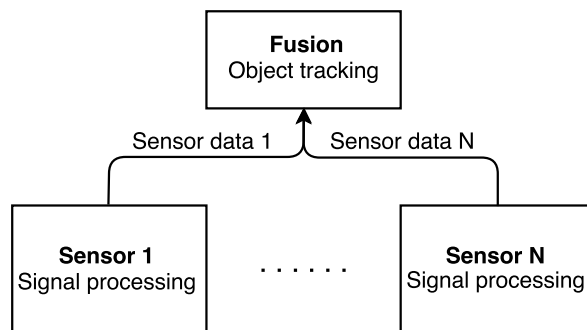 Fusion
Object tracking
Sensor data 1
Sensor data N
Sensor 1
Signal processing
......
Sensor N
Signal processing